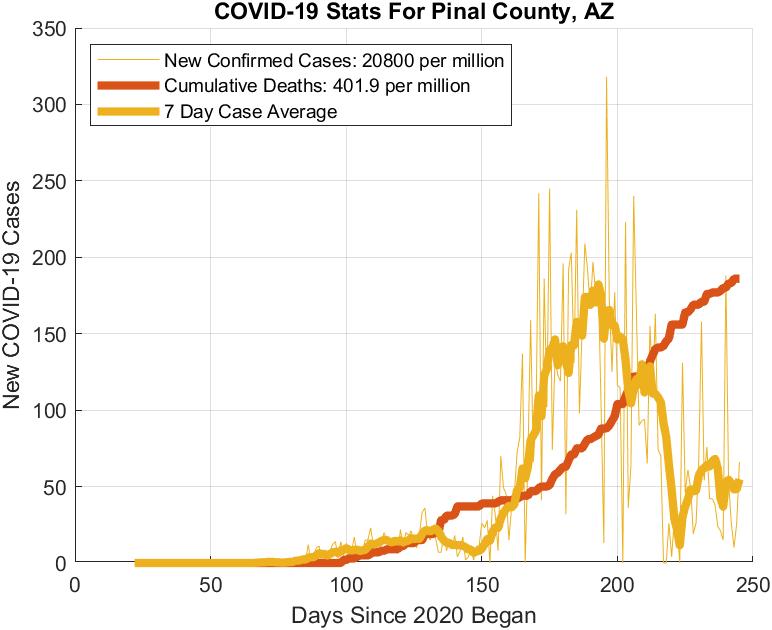 COVID-19 Stats For Pinal County, AZ
350
New Confirmed Cases: 20800 per million
Cumulative Deaths: 401.9 per million
7 Day Case Average
300
250
200
150
100
50
0
New COVID-19 Cases
0 50 100 150 200 250
Days Since 2020 Began